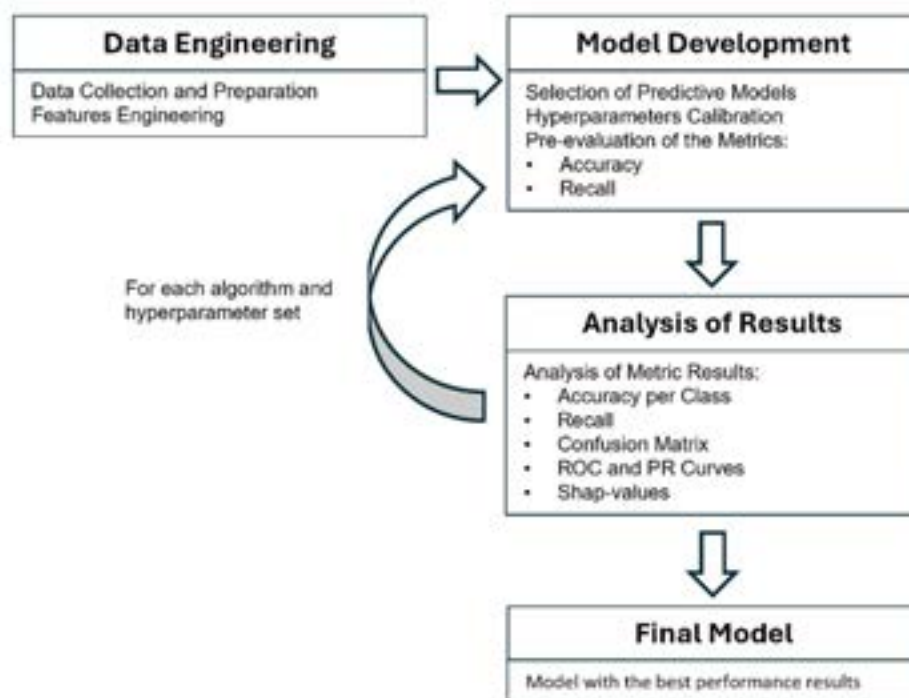 Data Engineering
Data Collection and Preparation
Features Engineering
Model Development
Selection of Predictive Models
Hyperparameters Calibration
Pre-evaluation of the Metrics:
• Accuracy
• Recall
For each algorithm and
hyperparameter set
Analysis of Results
Analysis of Metric Results:
• Accuracy per Class
• Recall
• Confusion Matrix
• ROC and PR Curves
• Shap-values
Final Model
Model with the best performance results